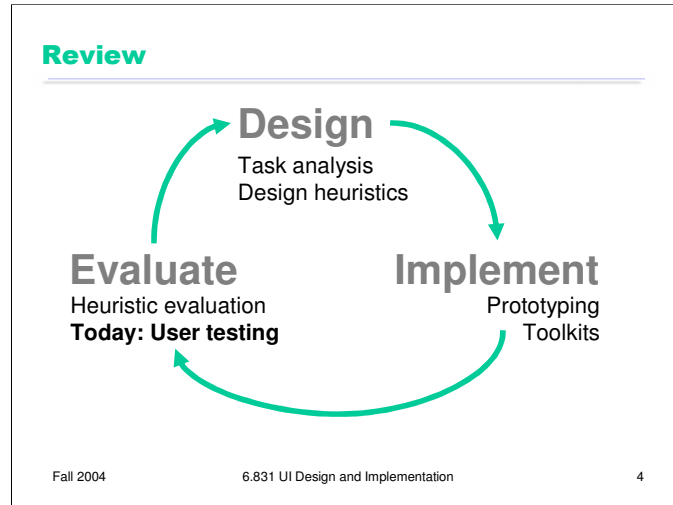 Review
Design
Task analysis
Design heuristics
Evaluate
Heuristic evaluation
Today: User testing
Implement
Prototyping
Toolkits
Fall 2004
6.831 UI Design and Implementation
4